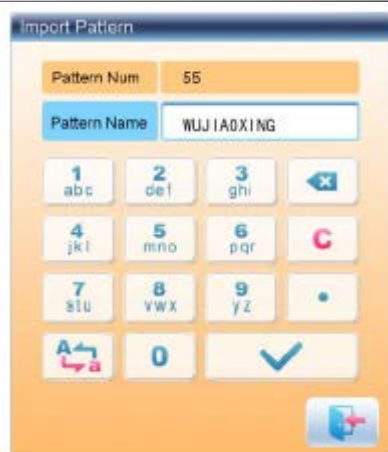 Import Pattern
Pattern Num 55
Pattern Name WUJIAOXING
1 2 3
abc def ghi
4 5 6 C
jkl mno pqr
7 8 9 .
stu vwx yz
A a 0